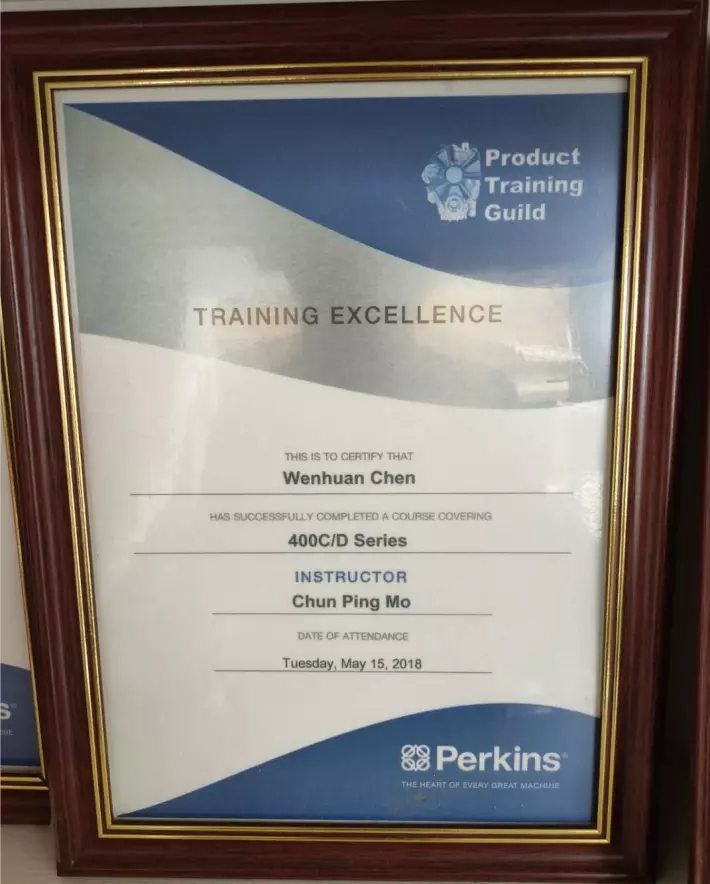 Product
Training
Guild
TRAINING EXCELLENCE
THIS IS TO CERTIFY THAT
Wenhuan Chen
HAS SUCCESSFULLY COMPLETED A COURSE COVERING
400C/D Series
INSTRUCTOR
Chun Ping Mo
DATE OF ATTENDANCE
Tuesday, May 15, 2018
Perkins®
THE HEART OF EVERY GREAT MACHINE